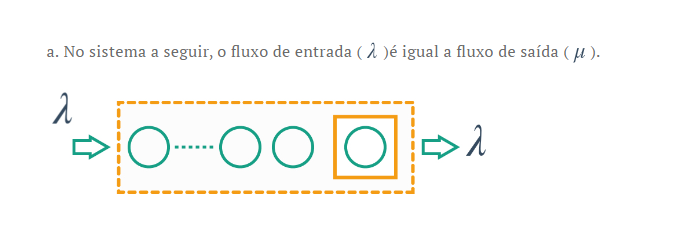 a. No sistema a seguir, o fluxo de entrada ( λ )é igual a fluxo de saída ( μ ).
λ
λ